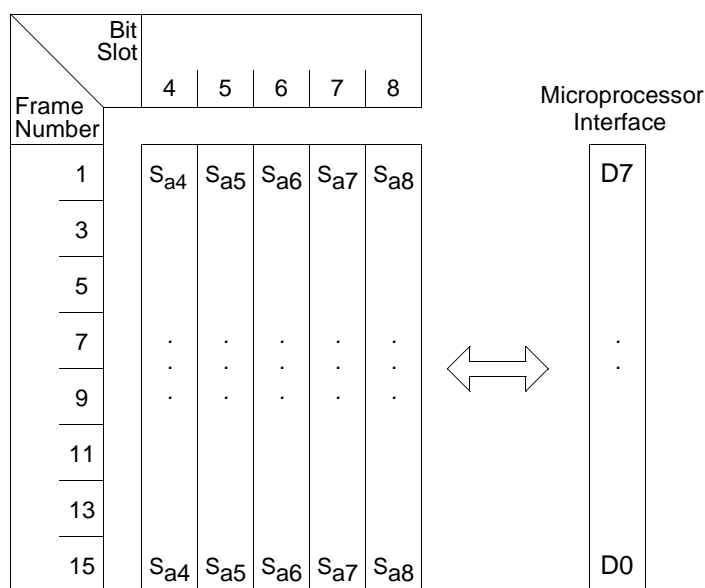 Bit
Slot
4 5 6 7 8
Frame
Number
Microprocessor
Interface
1 Sa4 Sa5 Sa6 Sa7 Sa8 D7
3
5
7 . . . . . .
. . . . . .
9 . . . . .
11
13
15 Sa4 Sa5 Sa6 Sa7 Sa8 D0